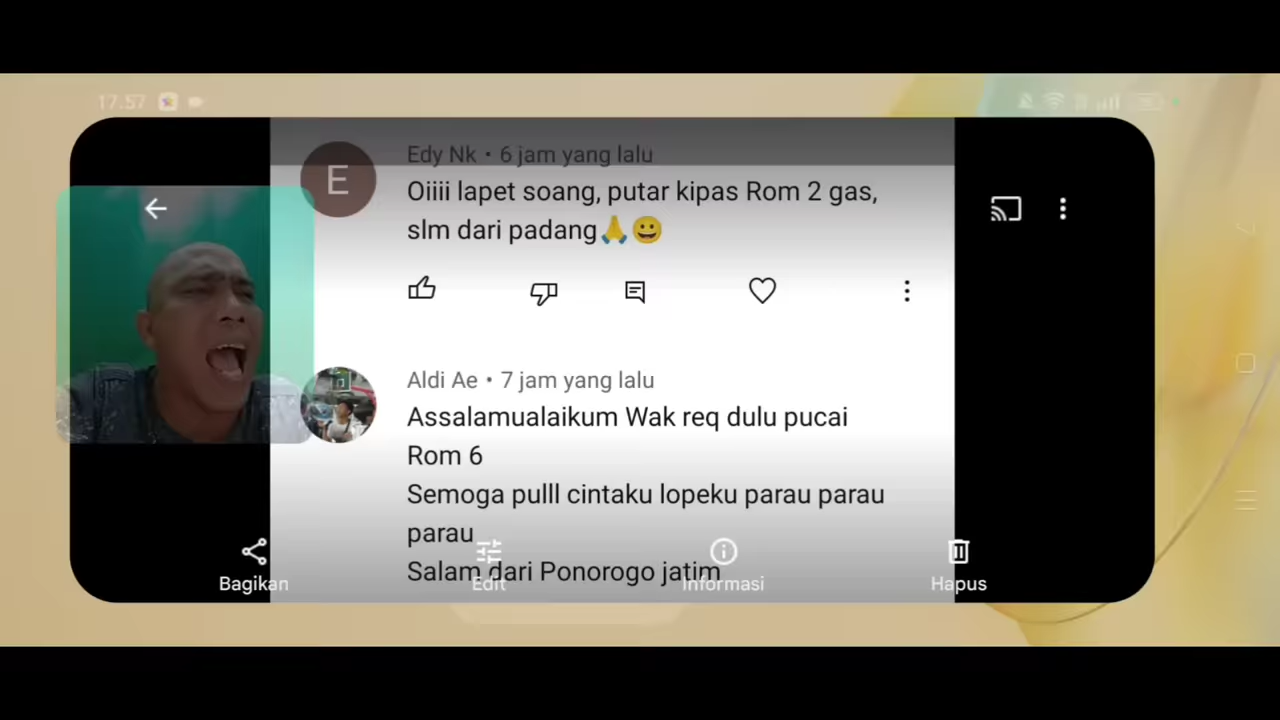 17.57
Edy Nk • 6 jam yang lalu
E
Oiiii lapet soang, putar kipas Rom 2 gas,
slm dari padang🙏😀
Aldi Ae • 7 jam yang lalu
Assalamualaikum Wak req dulu pucai
Rom 6
Semoga pulll cintaku lopeku parau parau
parau
Salam dari Ponorogo jatim
Bagikan
Edit
Informasi
Hapus